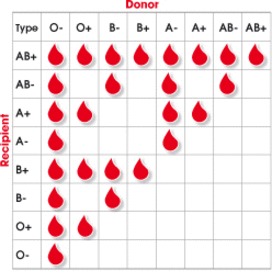 Donor
Type O- O+ B- B+ A- A+ AB- AB+
Recipient
AB+
AB-
A+
A-
B+
B-
O+
O-